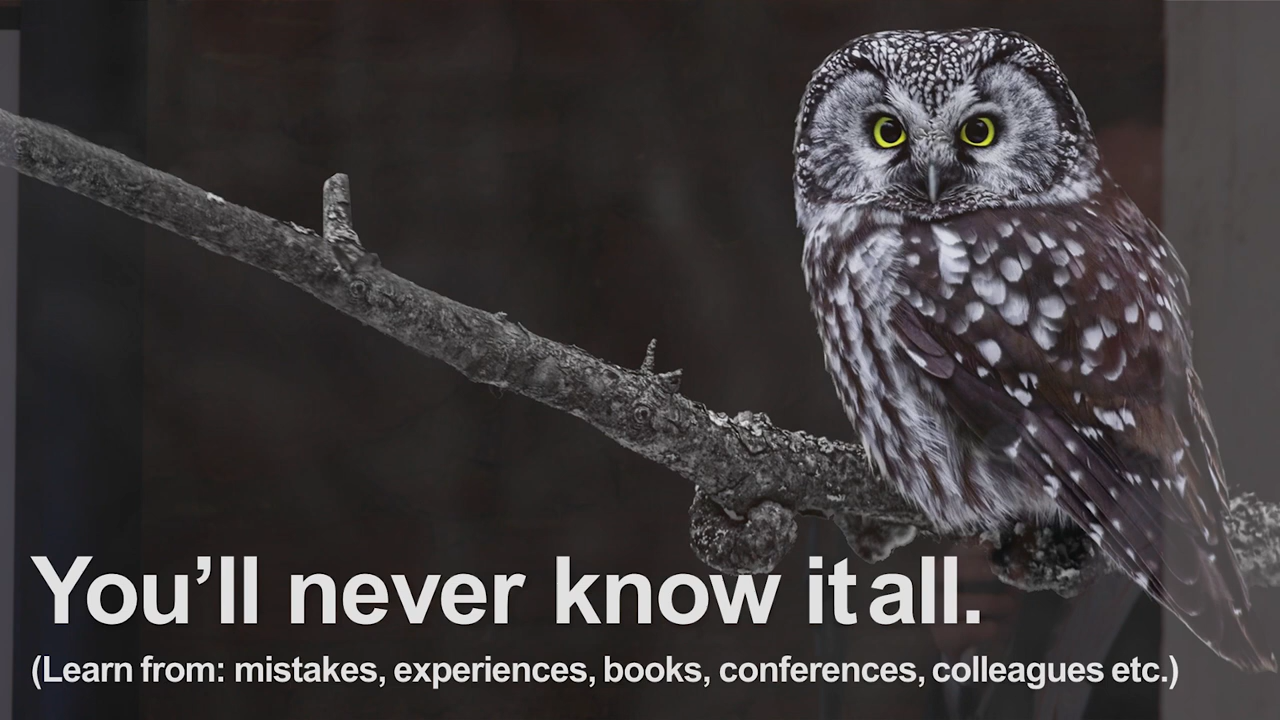 You’ll never know it all.
(Learn from: mistakes, experiences, books, conferences, colleagues etc.)